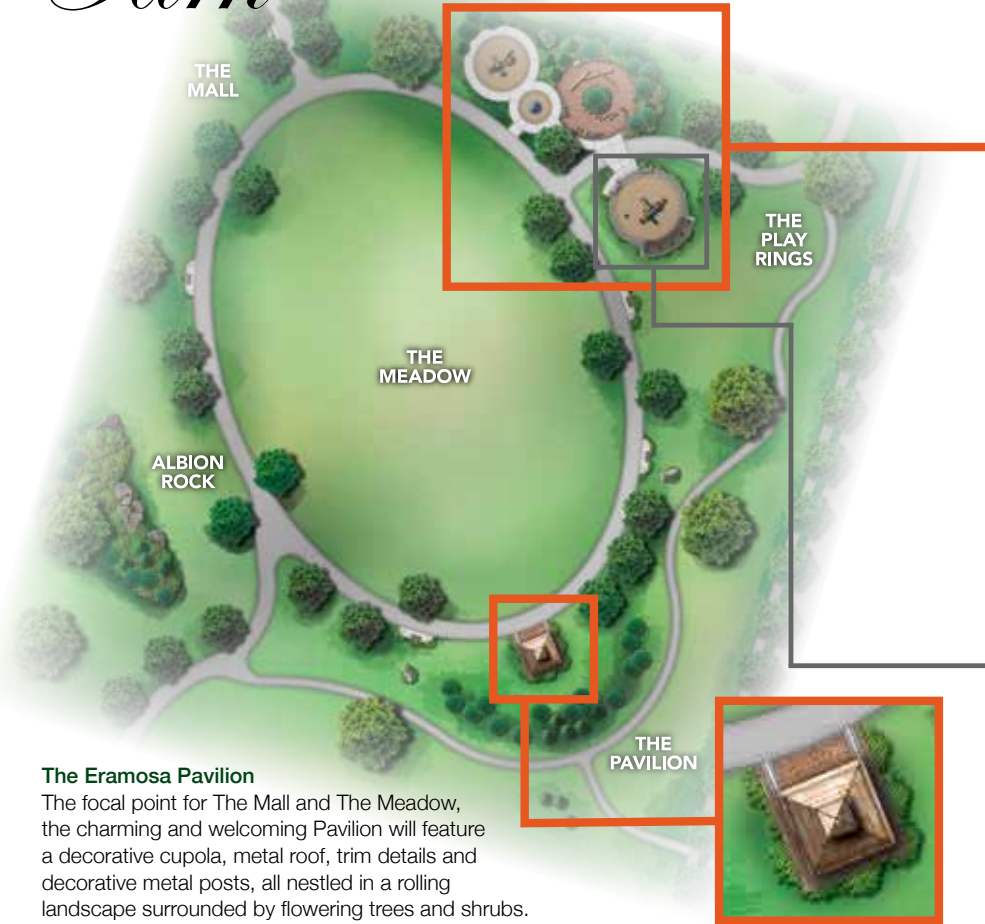 THE
MALL
THE
PLAY
RINGS
THE
MEADOW
ALBION
ROCK
THE
PAVILION
The Eramosa Pavilion
The focal point for The Mall and The Meadow,
the charming and welcoming Pavilion will feature
a decorative cupola, metal roof, trim details and
decorative metal posts, all nestled in a rolling
landscape surrounded by flowering trees and shrubs.